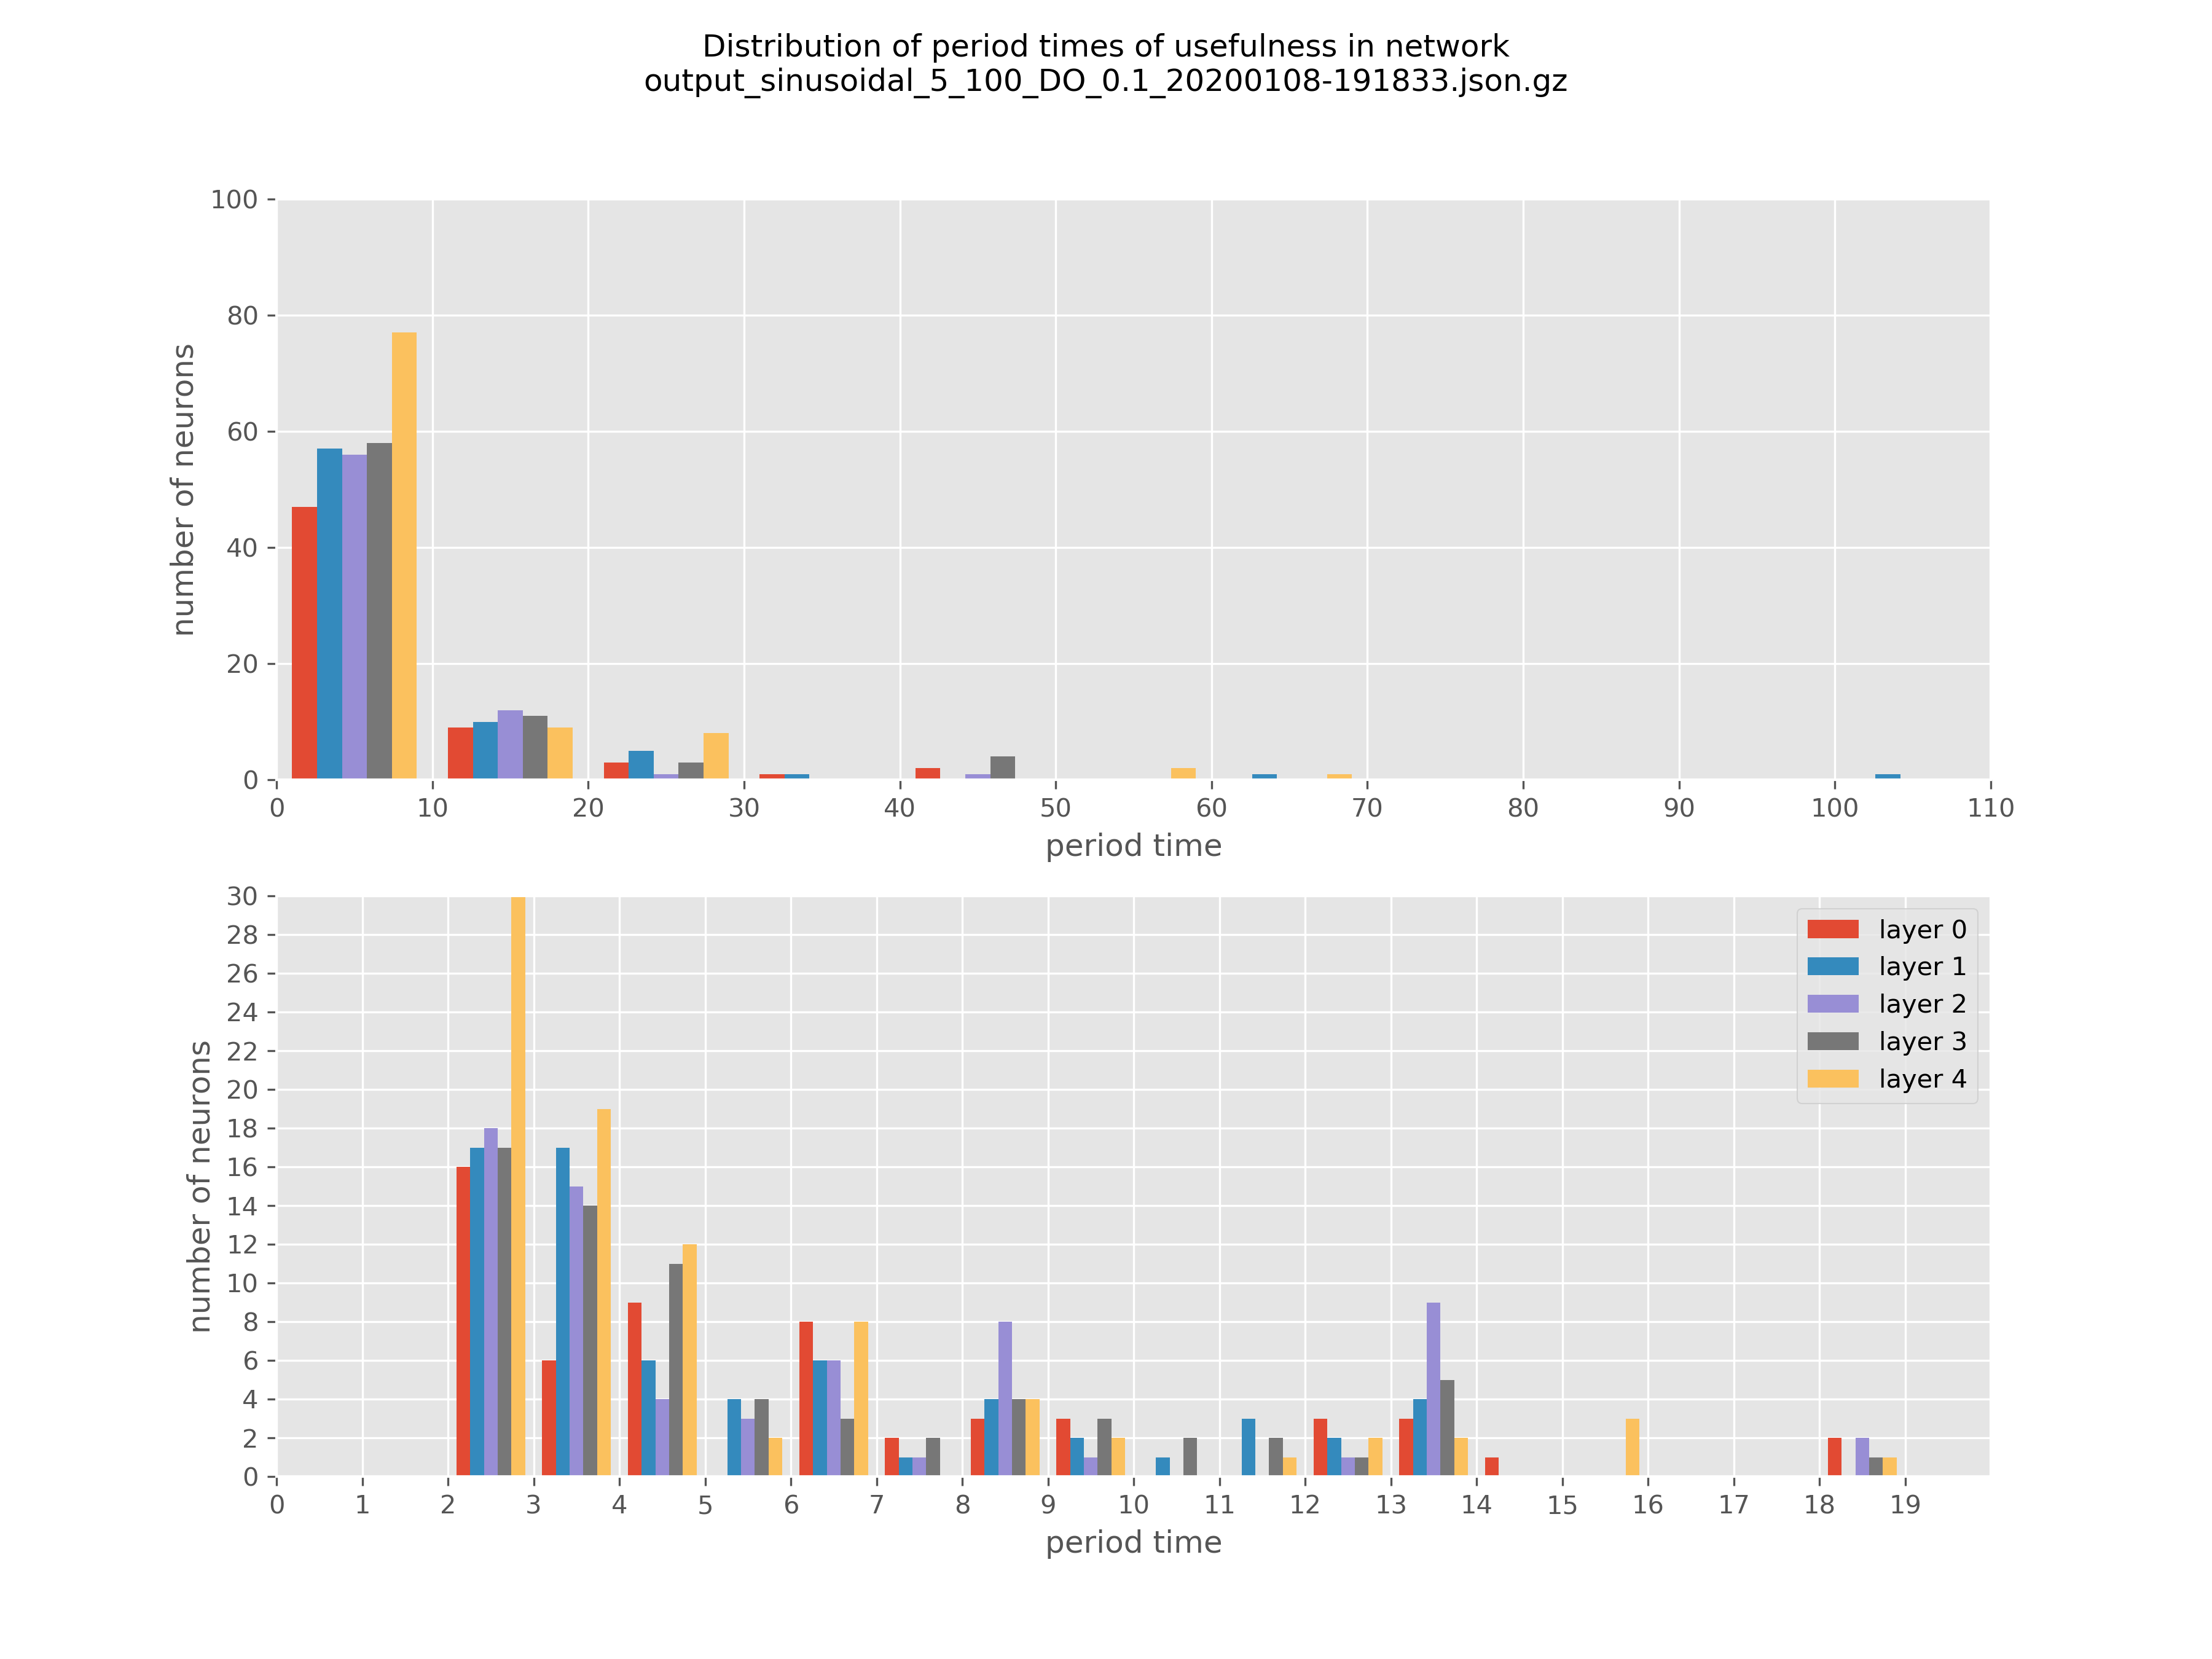 Distribution of period times of usefulness in network
output_sinusoidal_5_100_DO_0.1_20200108-191833.json.gz
100
80
60
40
20
0
number of neurons
0 10 20 30 40 50 60 70 80 90 100 110
period time
30
28
26
24
22
20
18
16
14
12
10
8
6
4
2
0
number of neurons
layer 0
layer 1
layer 2
layer 3
layer 4
0 1 2 3 4 5 6 7 8 9 10 11 12 13 14 15 16 17 18 19
period time